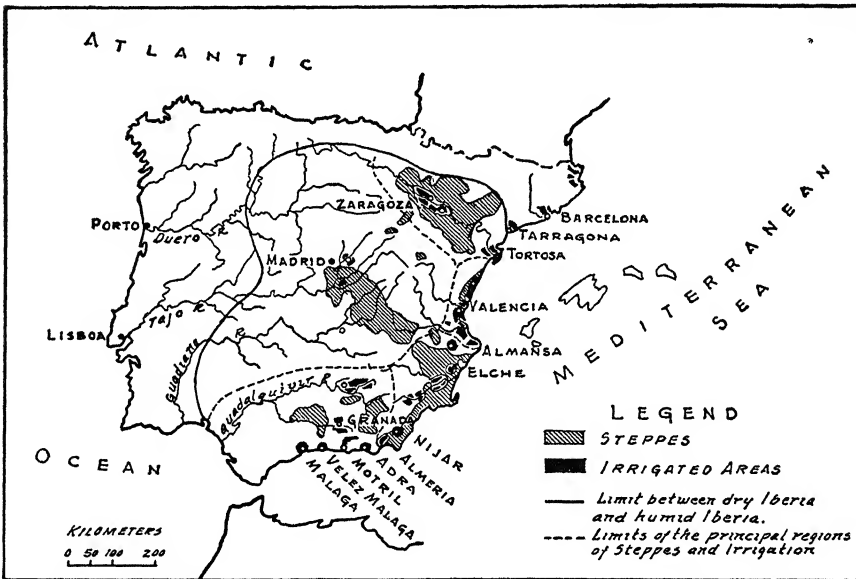 ATLANTIC
ZARAGOZA
BARCELONA
TARRAGONA
TORTOSA
PORTO
Duero R.
MADRID
VALENCIA
MEDITERRANEAN
SEA
LISBOA
Tajo R.
Guadiana R.
ALMANSA
ELCHE
Guadalquivir R.
GRANADA
NIJAR
ALMERIA
ADRA
MOTRIL
VELEZ MALAGA
MALAGA
OCEAN
KILOMETERS
0 50 100 200
LEGEND
STEPPES
IRRIGATED AREAS
Limit between dry Iberia
and humid Iberia.
Limits of the principal regions
of Steppes and Irrigation